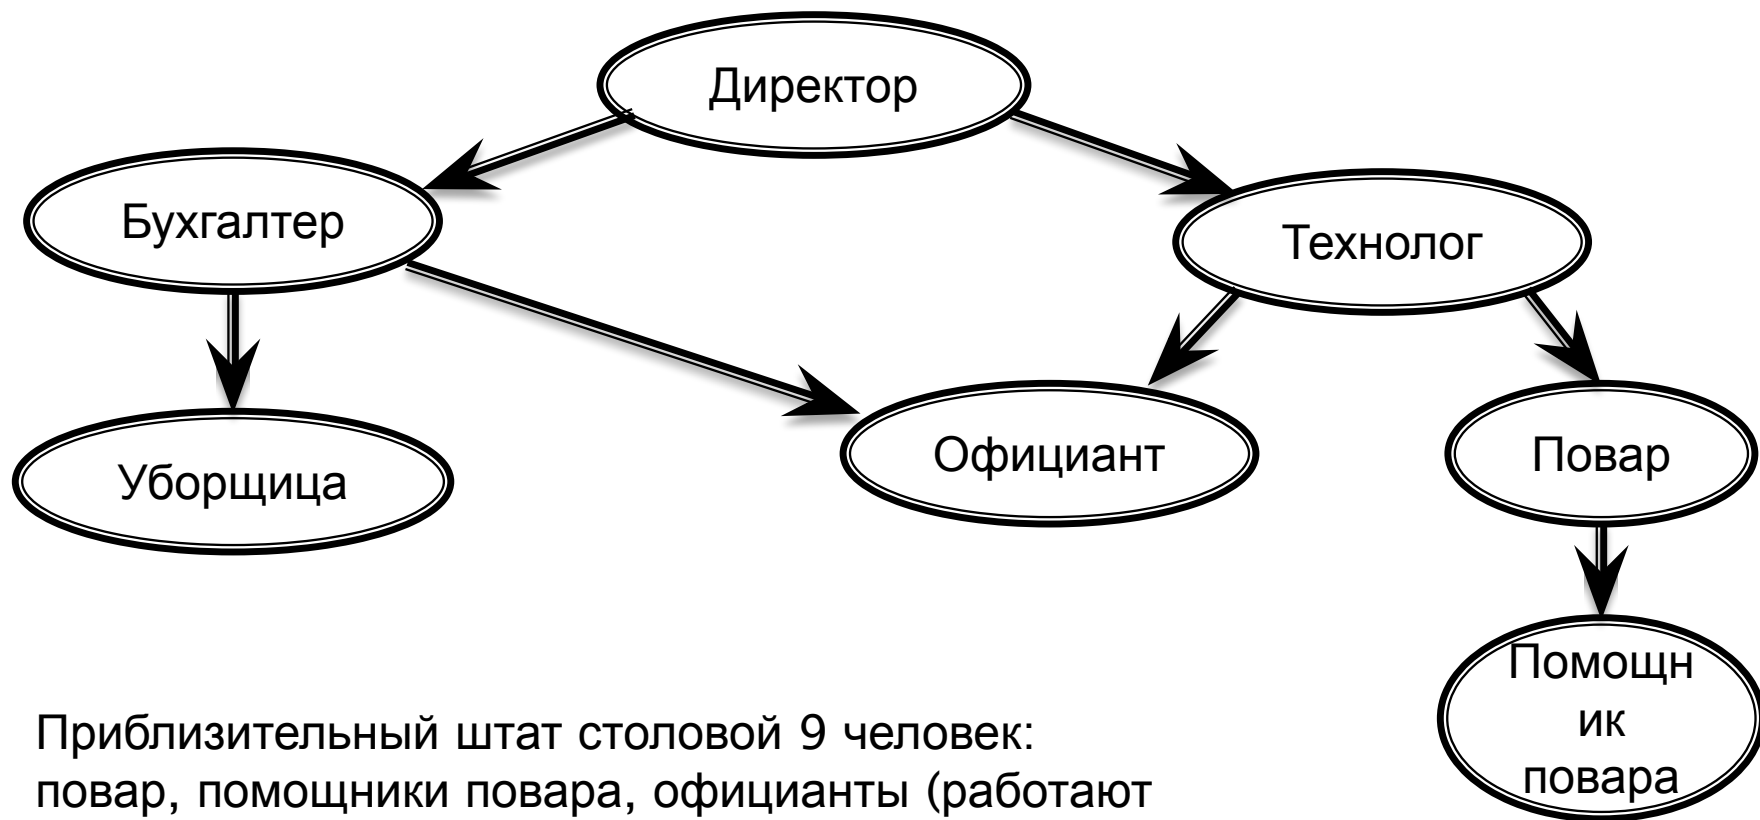 Директор
Бухгалтер
Технолог
Уборщица
Официант
Повар
Помощн
ик
повара
Приблизительный штат столовой 9 человек:
повар, помощники повара, официанты (работают